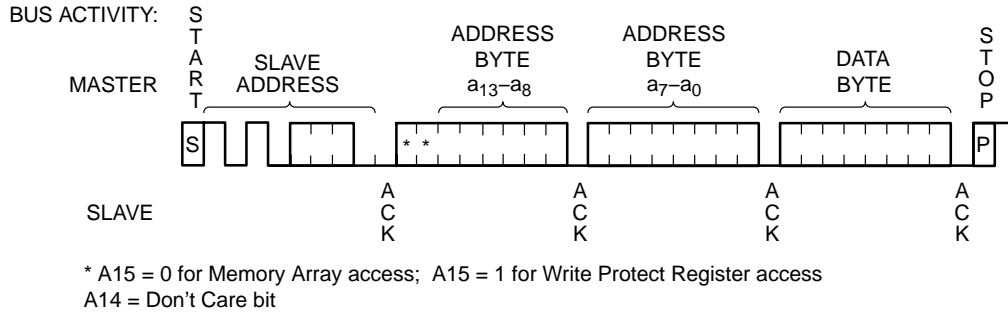 BUS ACTIVITY:
MASTER
START
SLAVE
ADDRESS
ADDRESS
BYTE
a13–a8
ADDRESS
BYTE
a7–a0
DATA
BYTE
STOP
S
* *
P
SLAVE
ACK
ACK
ACK
ACK
* A15 = 0 for Memory Array access; A15 = 1 for Write Protect Register access
A14 = Don't Care bit